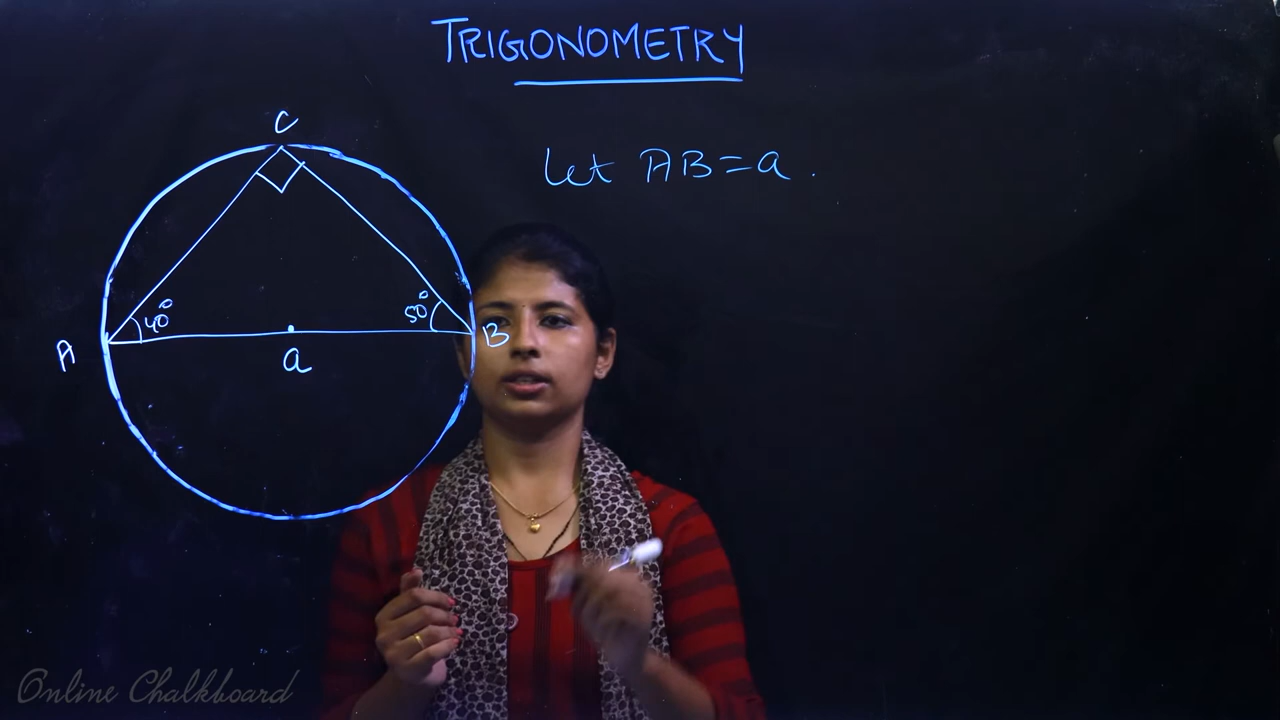 TRIGONOMETRY
Let AB=a.
C
40°
50°
A
B
a
Online Chalkboard